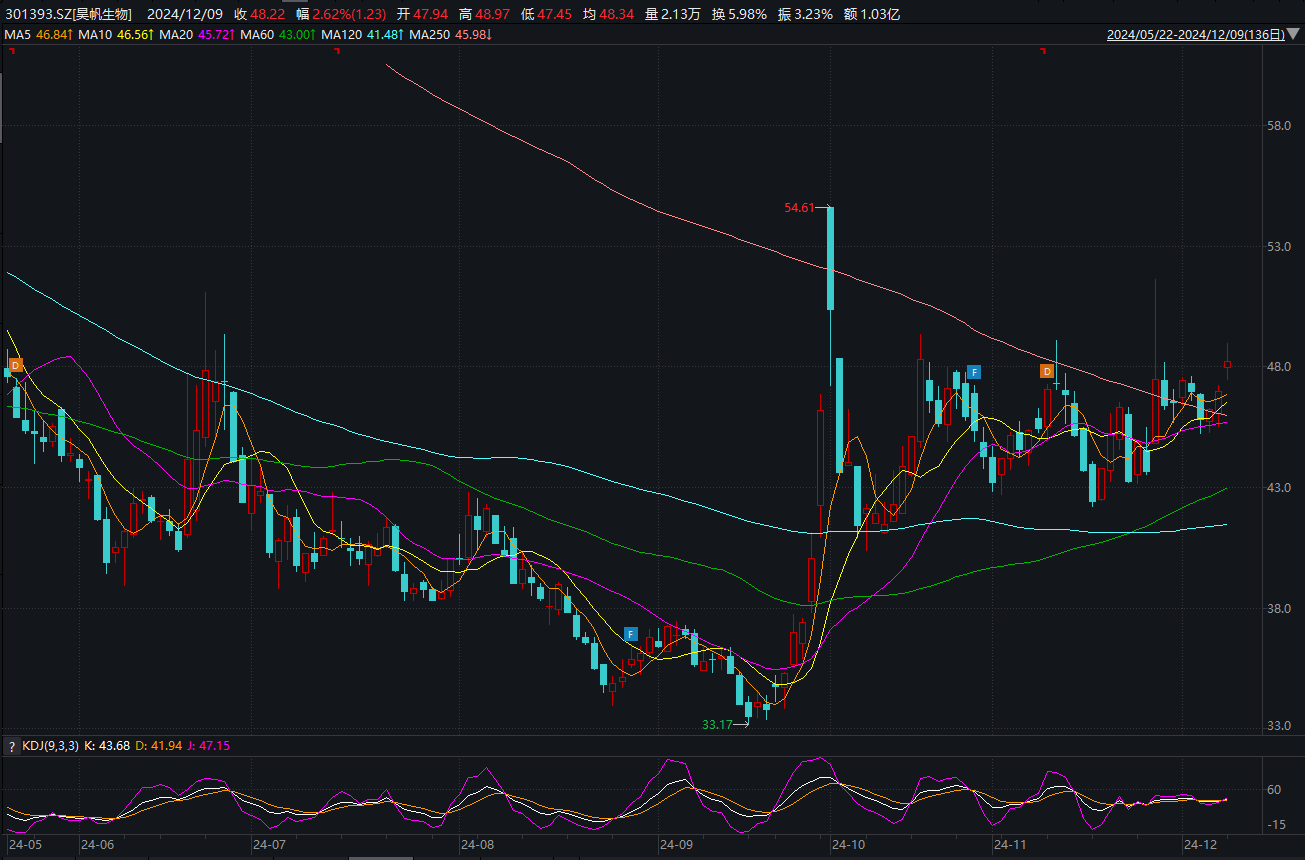 301393.SZ[昊帆生物] 2024/12/09 收 48.22 幅 2.62%(1.23) 开 47.94 高 48.97 低 47.45 均 48.34 量 2.13万 换 5.98% 振 3.23% 额 1.03亿
MA5 46.84↑ MA10 46.56↑ MA20 45.72↑ MA60 43.00↑ MA120 41.48↑ MA250 45.98↓ 2024/05/22-2024/12/09(136日)▼
58.0
54.61
53.0
D D F 48.0
43.0
38.0
F
33.17 33.0
? KDJ(9,3,3) K: 43.68 D: 41.94 J: 47.15
60
-15
24-05 24-06 24-07 24-08 24-09 24-10 24-11 24-12